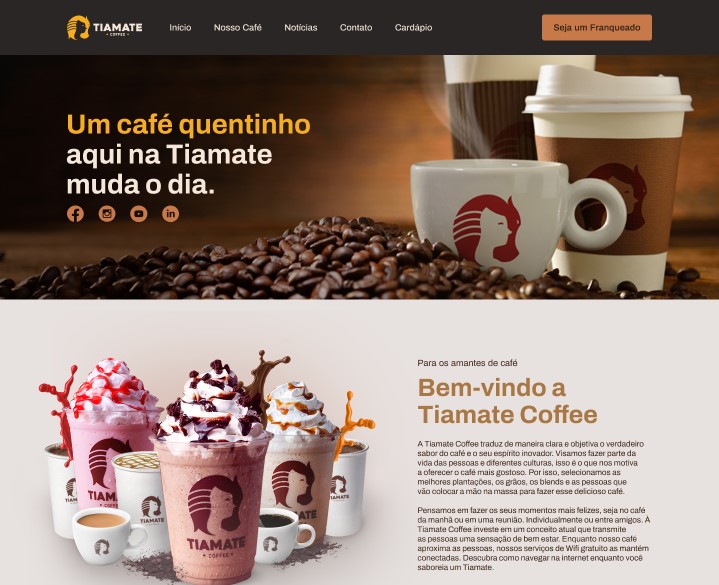 TIAMATE
COFFEE
Início
Nosso Café
Notícias
Contato
Cardápio
Seja um Franqueado
Um café quentinho
aqui na Tiamate
muda o dia.
Para os amantes de café
Bem-vindo a
Tiamate Coffee
A Tiamate Coffee traduz de maneira clara e objetiva o verdadeiro
sabor do café e o seu espírito inovador. Visamos fazer parte da
vida das pessoas e diferentes culturas, isso é o que nos motiva
a oferecer o café mais gostoso. Por isso, selecionamos as
melhores plantações, os grãos, os blends e as pessoas que
vão colocar a mão na massa para fazer esse delicioso café.
Pensamos em fazer os seus momentos mais felizes, seja no café
da manhã ou em uma reunião. Individualmente ou entre amigos. À
Tiamate Coffee investe em um conceito atual que transmite
as pessoas uma sensação de bem estar. Enquanto nosso café
aproxima as pessoas, nossos serviços de Wifi gratuito as mantém
conectadas. Descubra como navegar na internet enquanto você
saboreia um Tiamate.
TIAMATE
COFFEE
TIAMATE